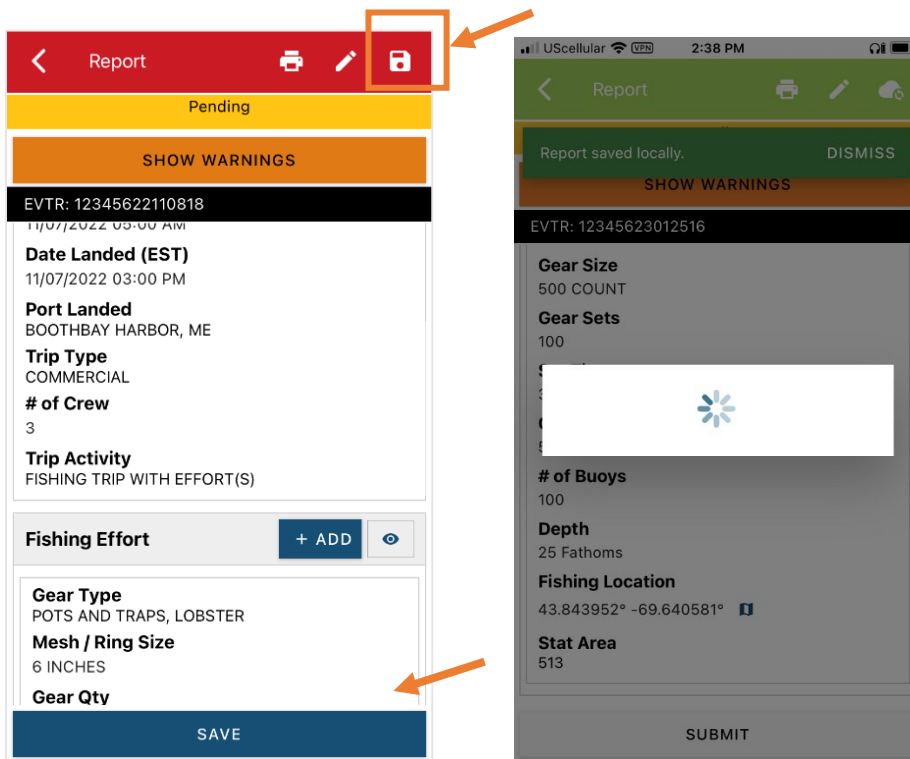 Report
Pending
SHOW WARNINGS
EVTR: 12345622110818
11/07/2022 05:00 AM
Date Landed (EST)
11/07/2022 03:00 PM
Port Landed
BOOTHBAY HARBOR, ME
Trip Type
COMMERCIAL
# of Crew
3
Trip Activity
FISHING TRIP WITH EFFORT(S)
Fishing Effort
+ ADD
Gear Type
POTS AND TRAPS, LOBSTER
Mesh / Ring Size
6 INCHES
Gear Qty
SAVE
UScellular VPN 2:38 PM
Report
Report saved locally. DISMISS
SHOW WARNINGS
EVTR: 12345623012516
Gear Size
500 COUNT
Gear Sets
100
# of Buoys
100
Depth
25 Fathoms
Fishing Location
43.843952° -69.640581°
Stat Area
513
SUBMIT